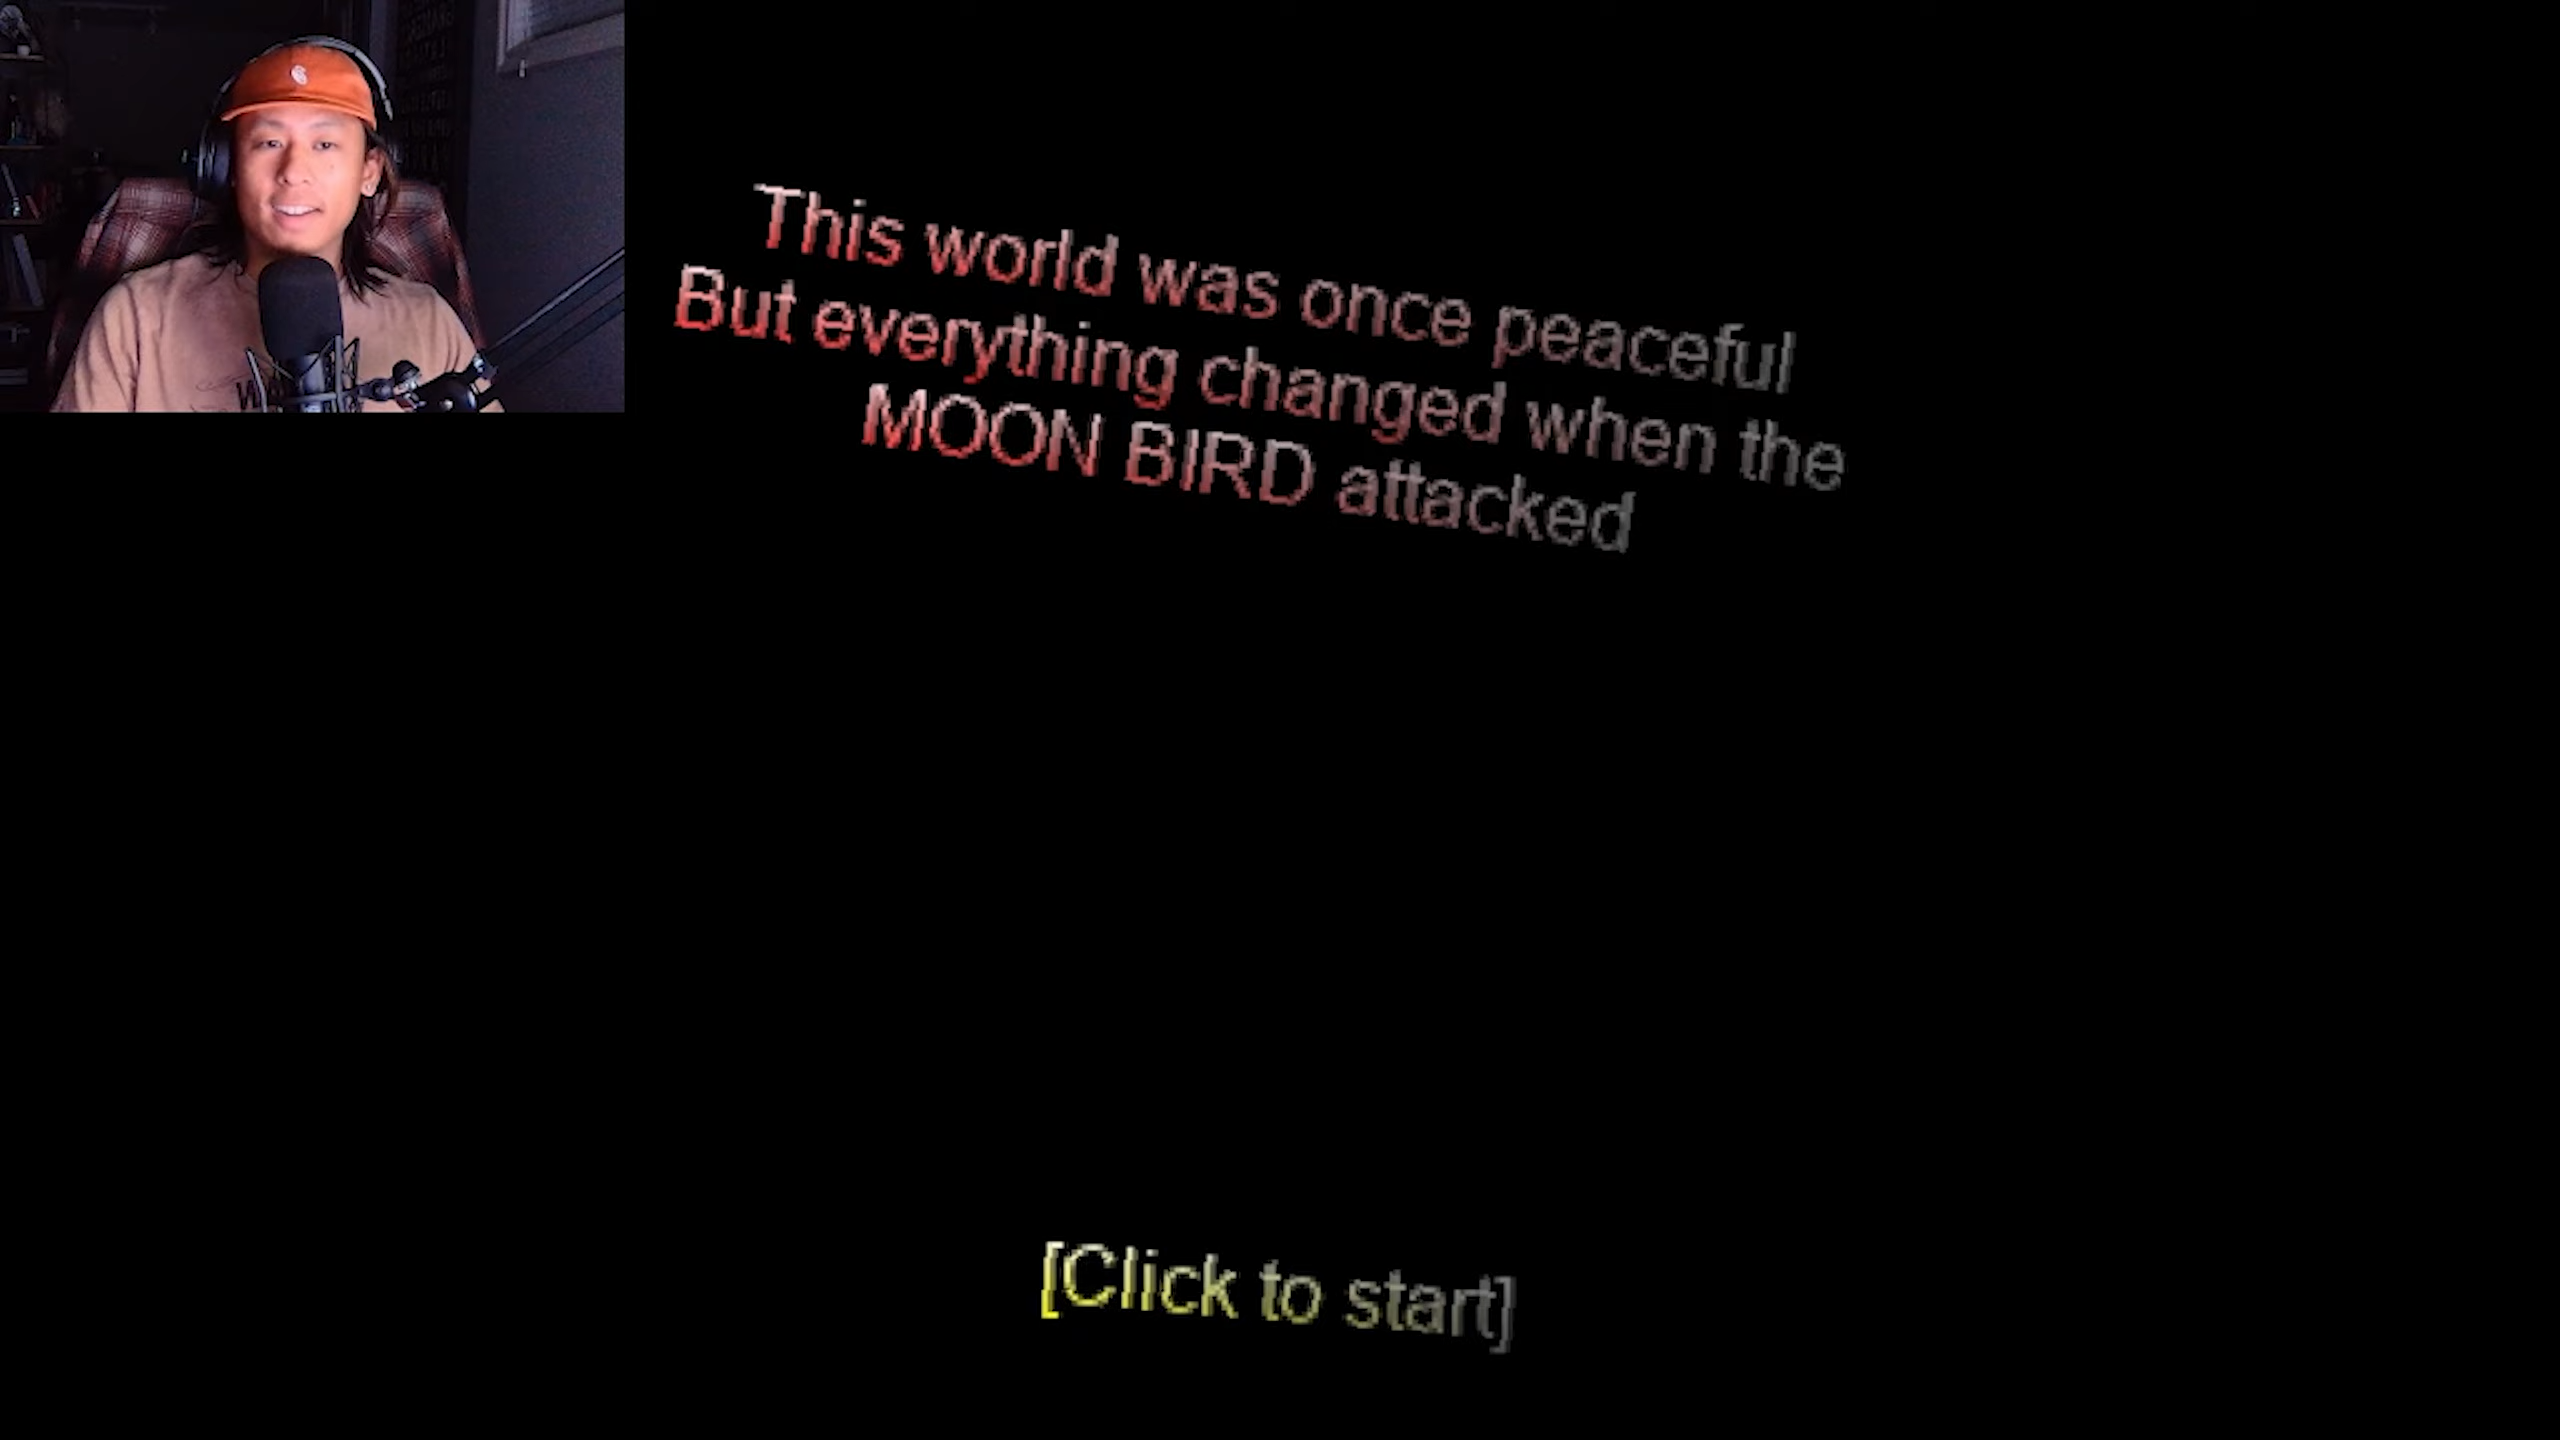 This world was once peaceful
But everything changed when the
MOON BIRD attacked
[Click to start]